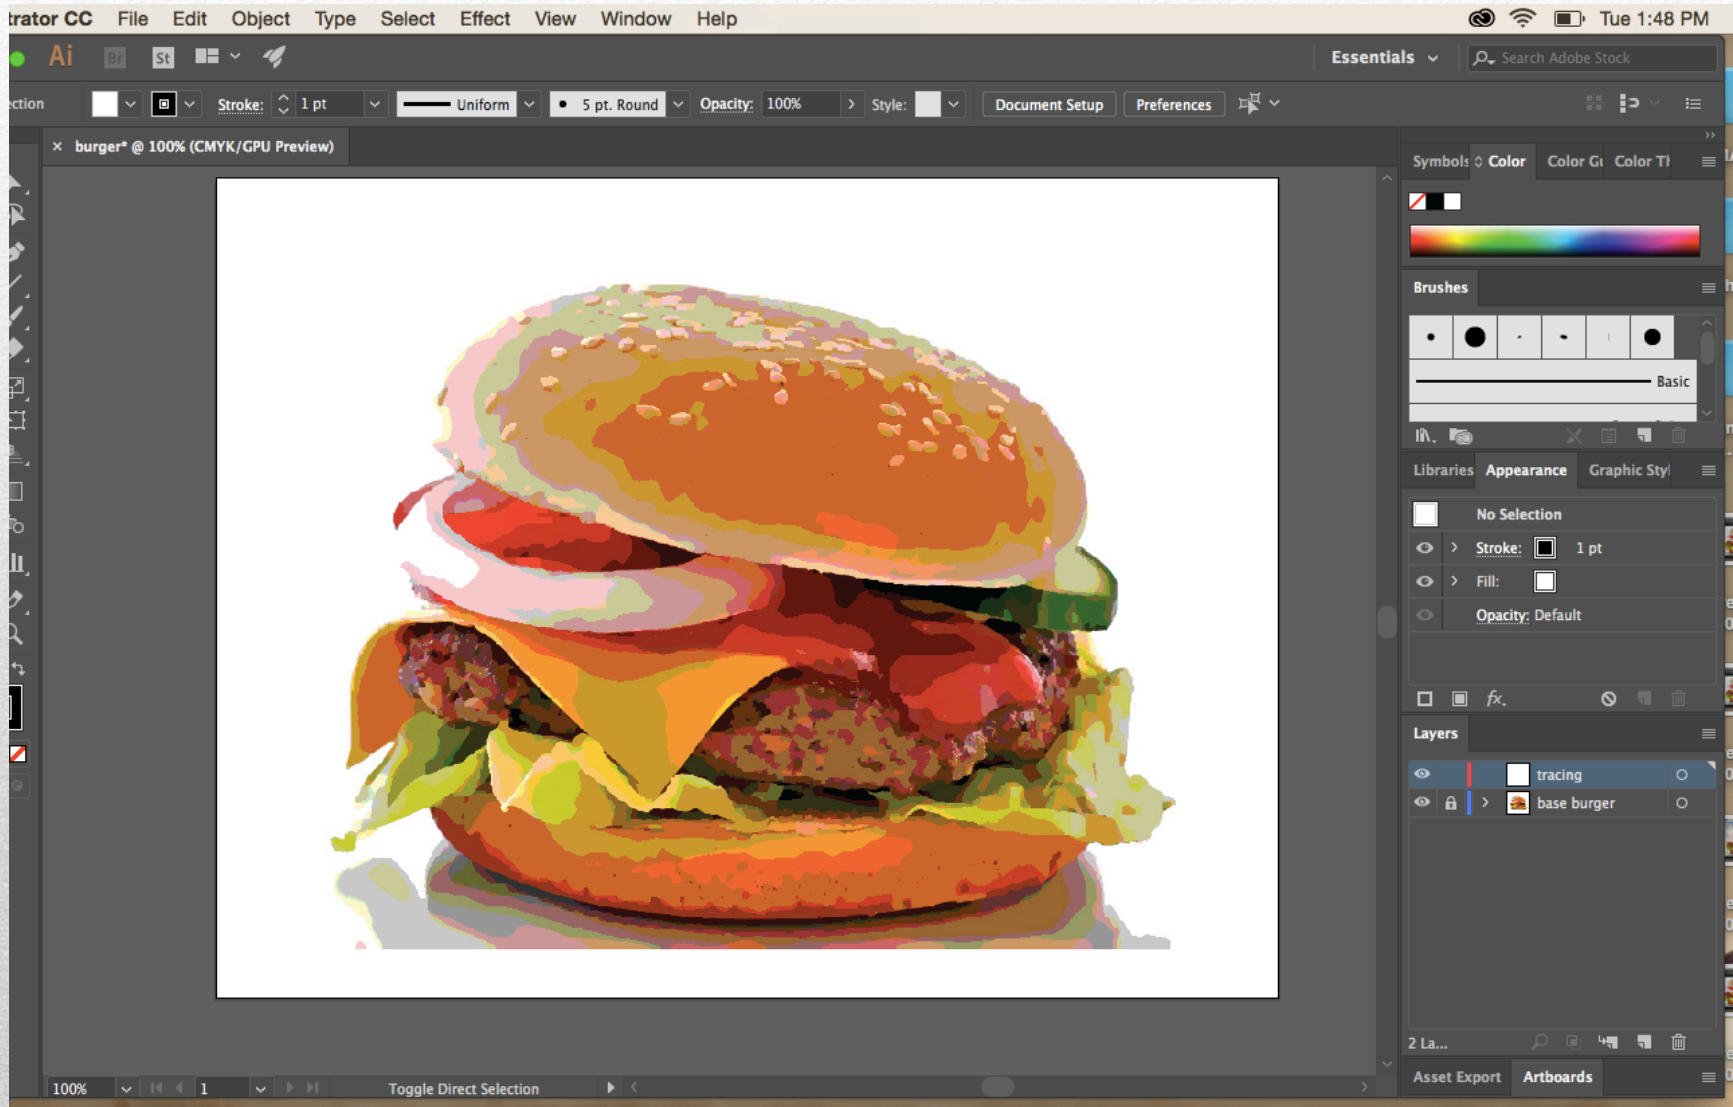 trator CC File Edit Object Type Select Effect View Window Help Tue 1:48 PM
Ai Br St Essentials Search Adobe Stock
ection Stroke: 1 pt Uniform 5 pt. Round Opacity: 100% Style: Document Setup Preferences
× burger* @ 100% (CMYK/GPU Preview)
Symbols Color Color Gu Color Th
Brushes
Basic
Libraries Appearance Graphic Styl
No Selection
Stroke: 1 pt
Fill:
Opacity: Default
fx.
Layers
tracing
base burger
2 La...
Asset Export Artboards
100% 1 Toggle Direct Selection